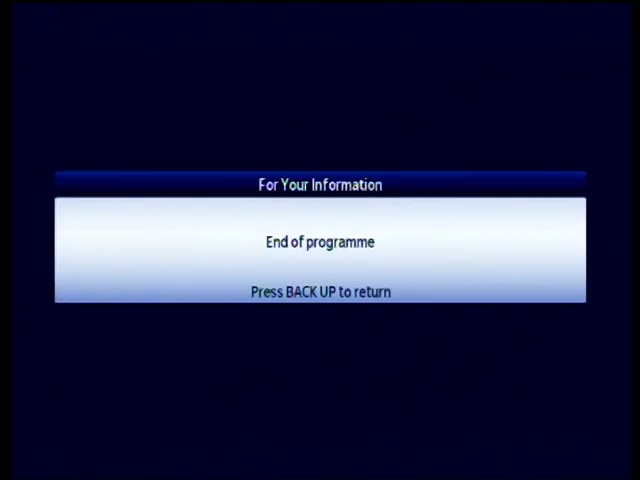 For Your Information
End of programme
Press BACK UP to return